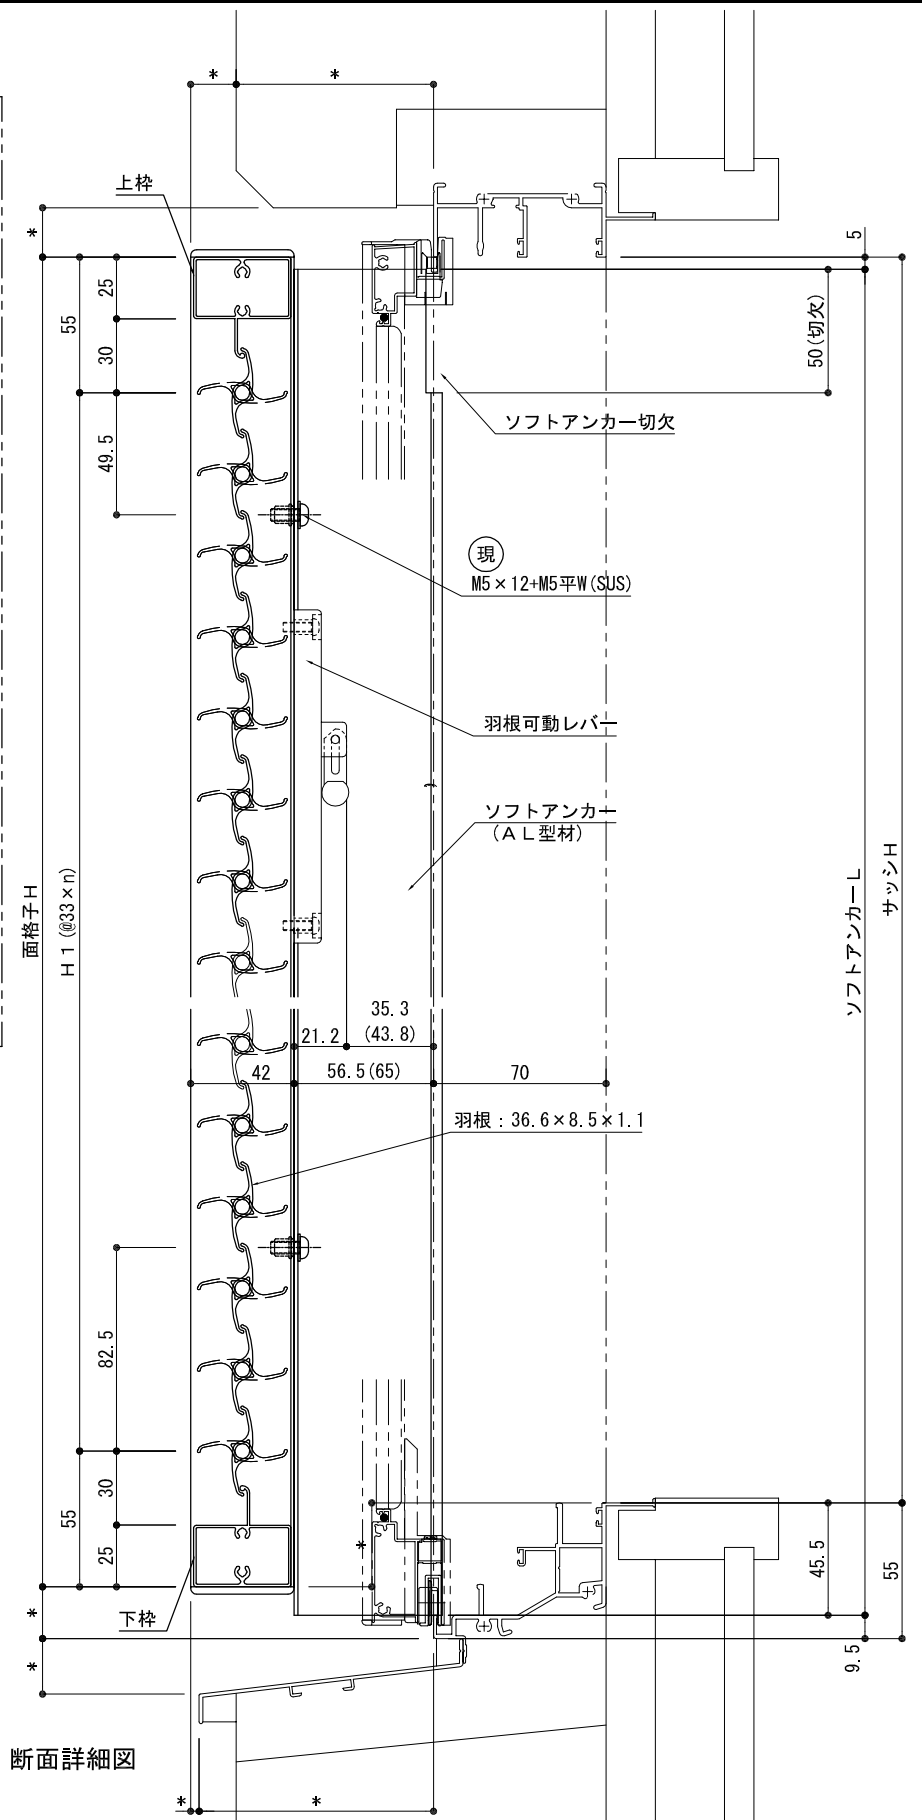 *
*
上枠
*
5
25
55
30
50(切欠)
ソフトアンカー切欠
49.5
現
M5×12+M5平W(SUS)
羽根可動レバー
ソフトアンカー
(AL型材)
面格子H
H1(@33×n)
ソフトアンカーL
サッシH
35.3
21.2
(43.8)
42
56.5(65)
70
羽根：36.6×8.5×1.1
82.5
30
55
25
*
45.5
55
下枠
*
*
9.5
断面詳細図
*
*